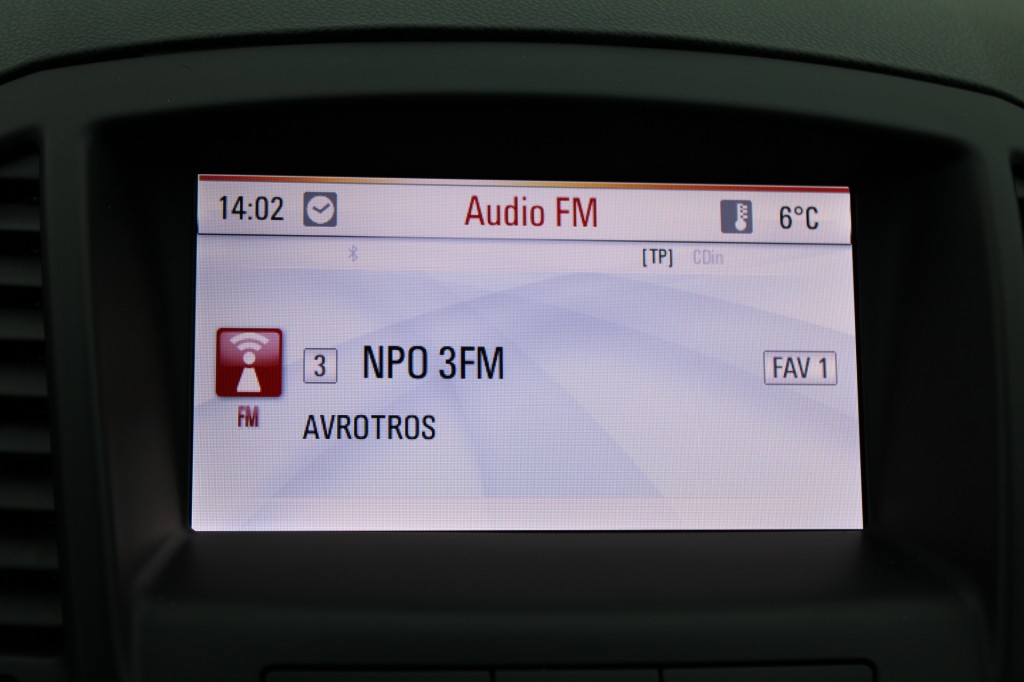 14:02 Audio FM 6°C
[TP] CDin
3 NPO 3FM FAV 1
FM
AVROTROS